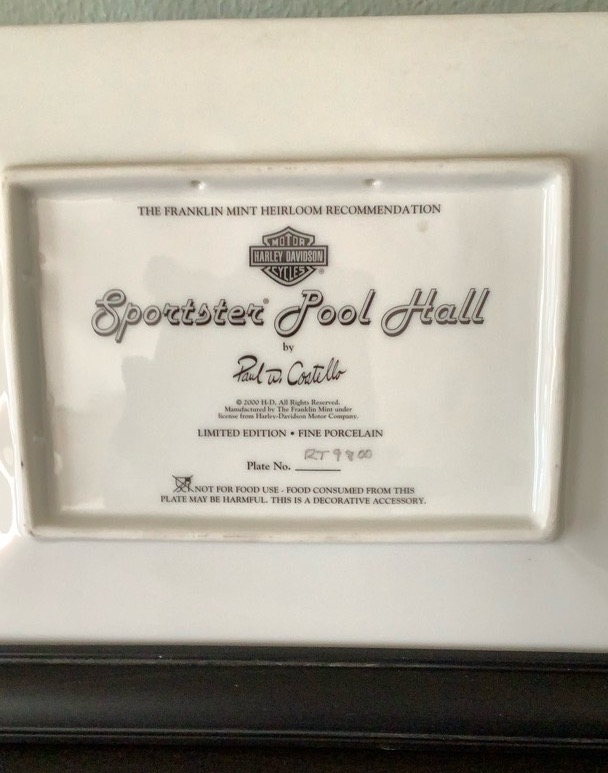 THE FRANKLIN MINT HEIRLOOM RECOMMENDATION
MOTOR
HARLEY-DAVIDSON
CYCLES®
Sportster® Pool Hall
by
Paul W. Costello
© 2000 H-D. All Rights Reserved.
Manufactured by The Franklin Mint under
license from Harley-Davidson Motor Company.
LIMITED EDITION • FINE PORCELAIN
Plate No. RT9800
NOT FOR FOOD USE - FOOD CONSUMED FROM THIS
PLATE MAY BE HARMFUL. THIS IS A DECORATIVE ACCESSORY.